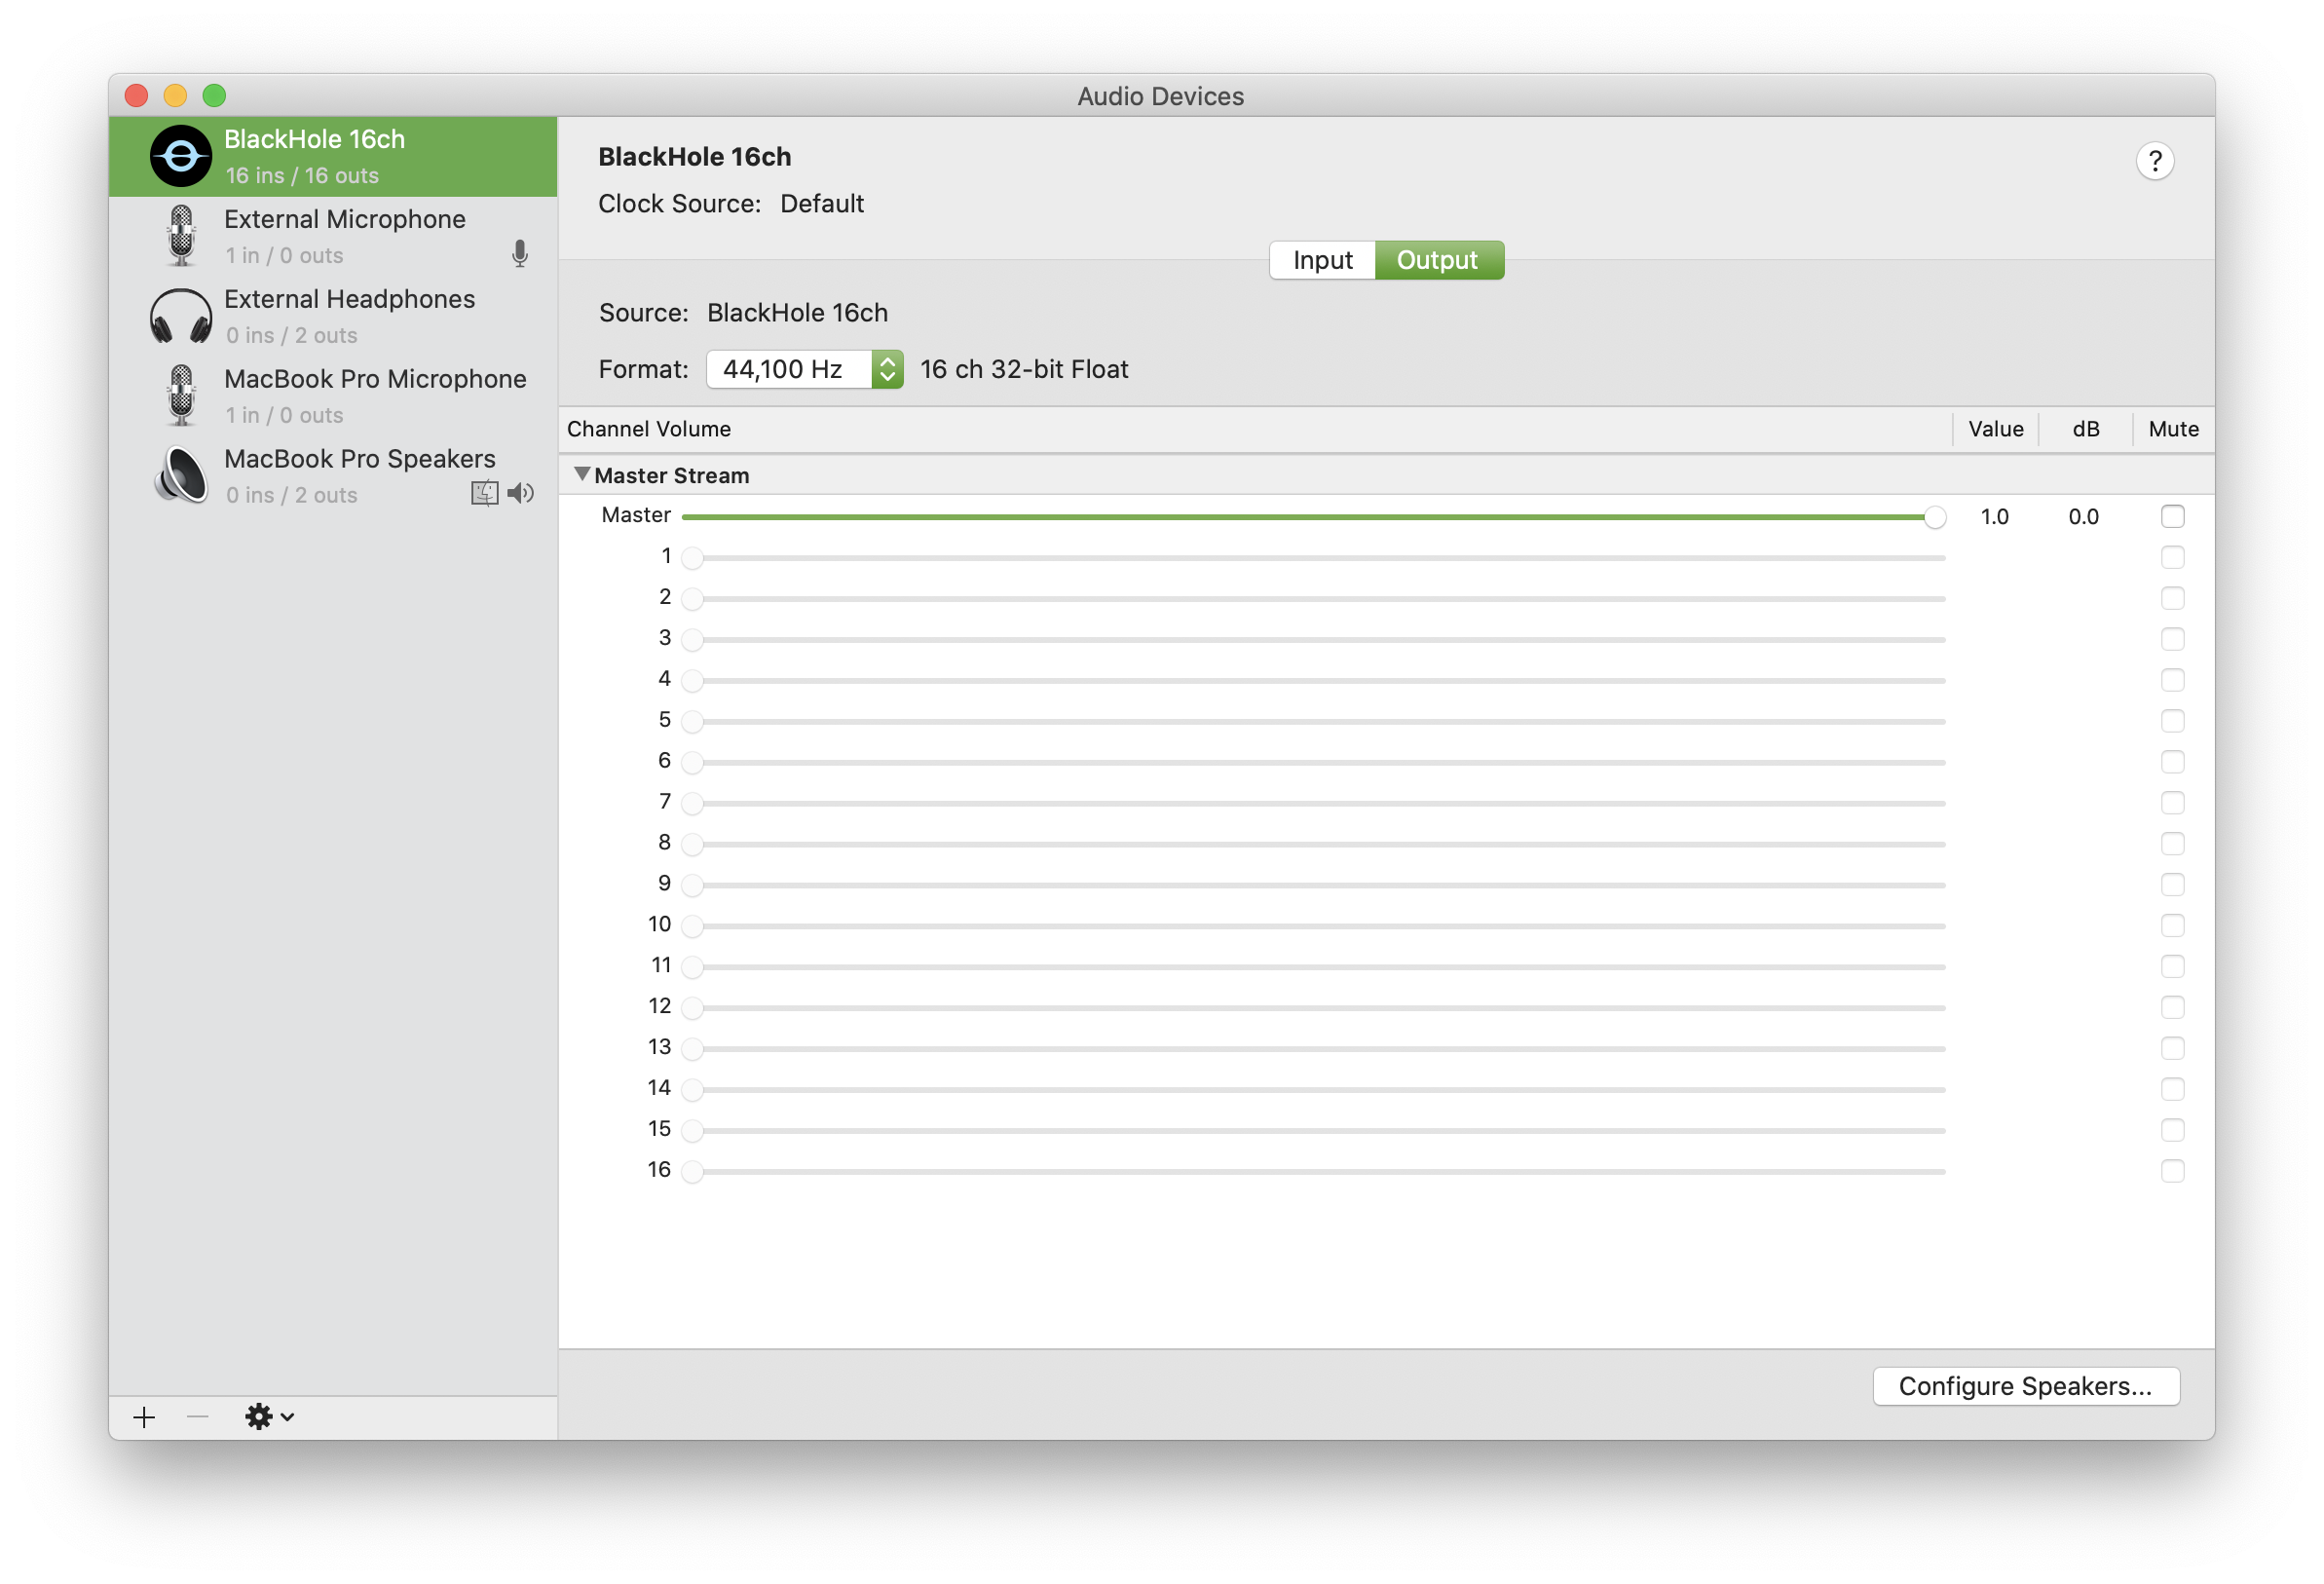 Audio Devices
BlackHole 16ch
16 ins / 16 outs
External Microphone
1 in / 0 outs
External Headphones
0 ins / 2 outs
MacBook Pro Microphone
1 in / 0 outs
MacBook Pro Speakers
0 ins / 2 outs
BlackHole 16ch
?
Clock Source: Default
Input Output
Source: BlackHole 16ch
Format: 44,100 Hz 16 ch 32-bit Float
Channel Volume Value dB Mute
Master Stream
Master 1.0 0.0
1
2
3
4
5
6
7
8
9
10
11
12
13
14
15
16
Configure Speakers...